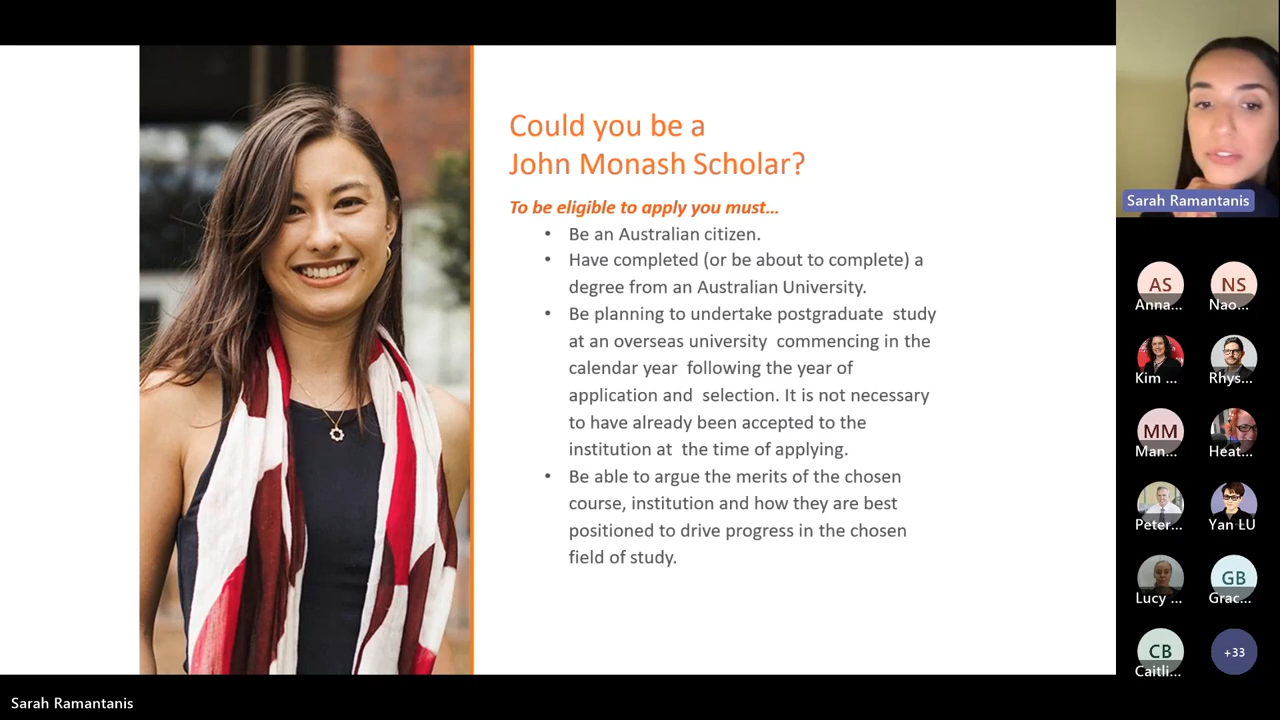 Could you be a
John Monash Scholar?
To be eligible to apply you must...
• Be an Australian citizen.
• Have completed (or be about to complete) a
degree from an Australian University.
• Be planning to undertake postgraduate study
at an overseas university commencing in the
calendar year following the year of
application and selection. It is not necessary
to have already been accepted to the
institution at the time of applying.
• Be able to argue the merits of the chosen
course, institution and how they are best
positioned to drive progress in the chosen
field of study.
Sarah Ramantanis
AS
Anna...
NS
Nao...
Kim ...
Rhys...
MM
Man...
Heat...
Peter...
Yan LU
Lucy ...
GB
Grac...
CB
Caitli...
+33
Sarah Ramantanis